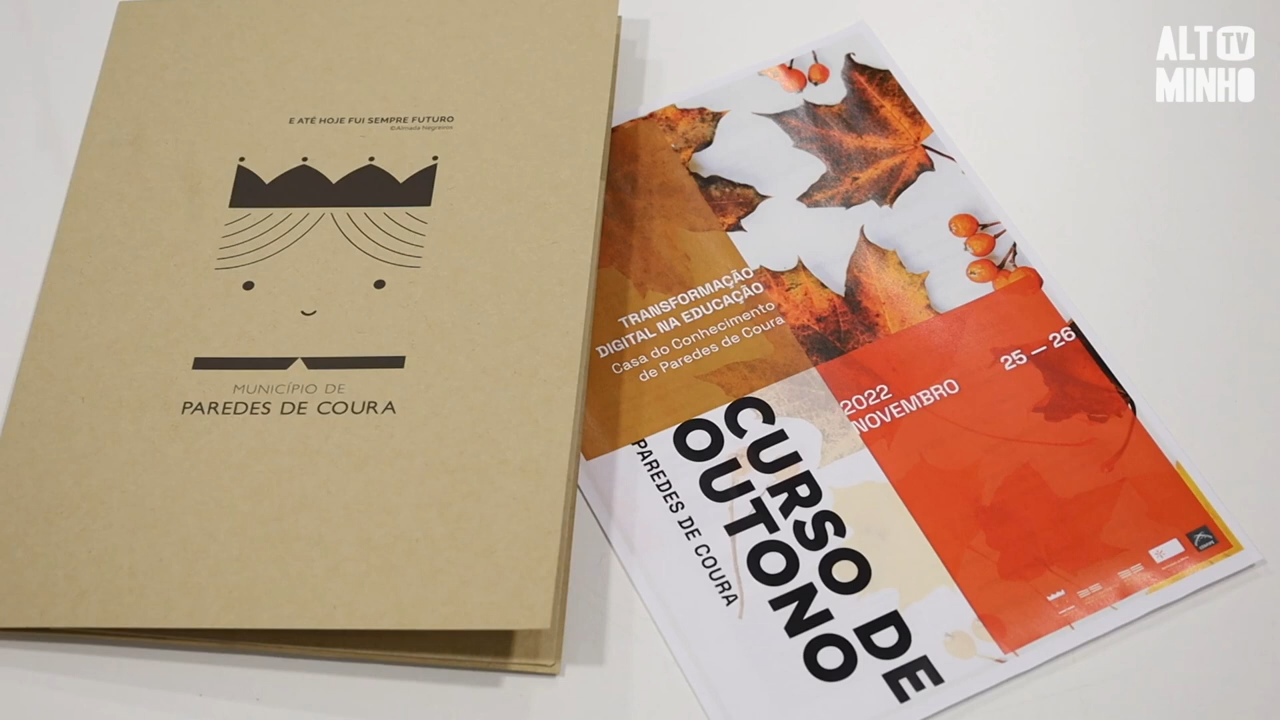 E ATÉ HOJE FUI SEMPRE FUTURO
©Almada Negreiros
MUNICÍPIO DE
PAREDES DE COURA
TRANSFORMAÇÃO
DIGITAL NA EDUCAÇÃO
Casa do Conhecimento
de Paredes de Coura
25 — 26
2022
NOVEMBRO
CURSO DE
OUTONO
PAREDES DE COURA
ALTO TV
MINHO